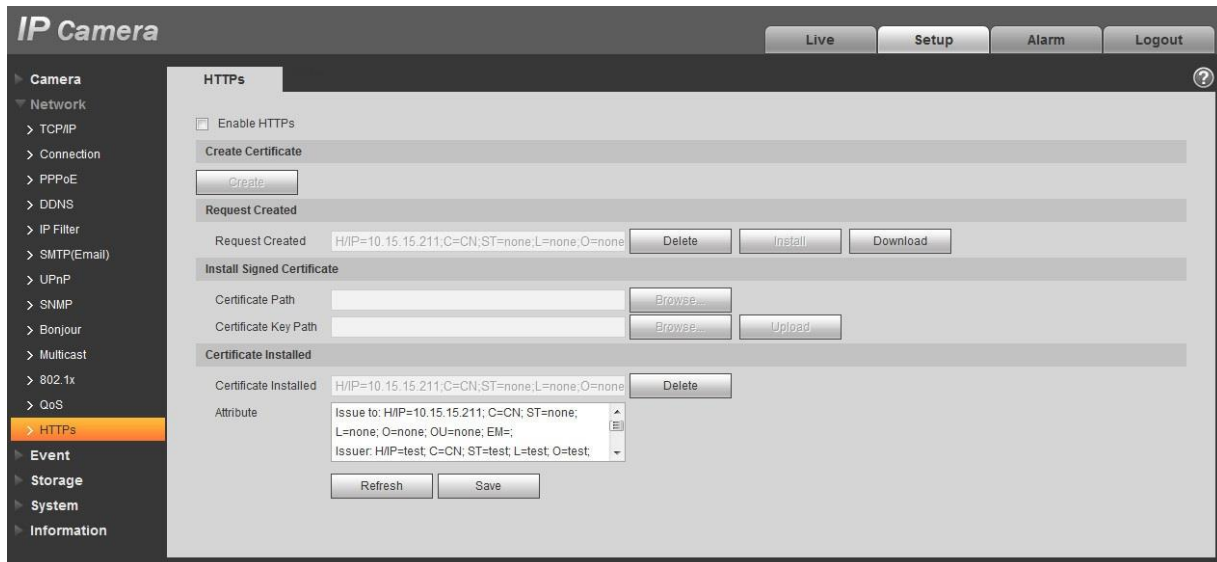 IP Camera
Live Setup Alarm Logout
Camera
Network
TCP/IP
Connection
PPPoE
DDNS
IP Filter
SMTP(Email)
UPnP
SNMP
Bonjour
Multicast
802.1x
QoS
HTTPs
Event
Storage
System
Information
HTTPs
?
Enable HTTPs
Create Certificate
Create
Request Created
Request Created H/IP=10.15.15.211;C=CN;ST=none;L=none;O=none Delete Install Download
Install Signed Certificate
Certificate Path Browse...
Certificate Key Path Browse... Upload
Certificate Installed
Certificate Installed H/IP=10.15.15.211;C=CN;ST=none;L=none;O=none Delete
Attribute Issue to: H/IP=10.15.15.211; C=CN; ST=none;
L=none; O=none; OU=none; EM=;
Issuer: H/IP=test; C=CN; ST=test; L=test; O=test;
Refresh Save